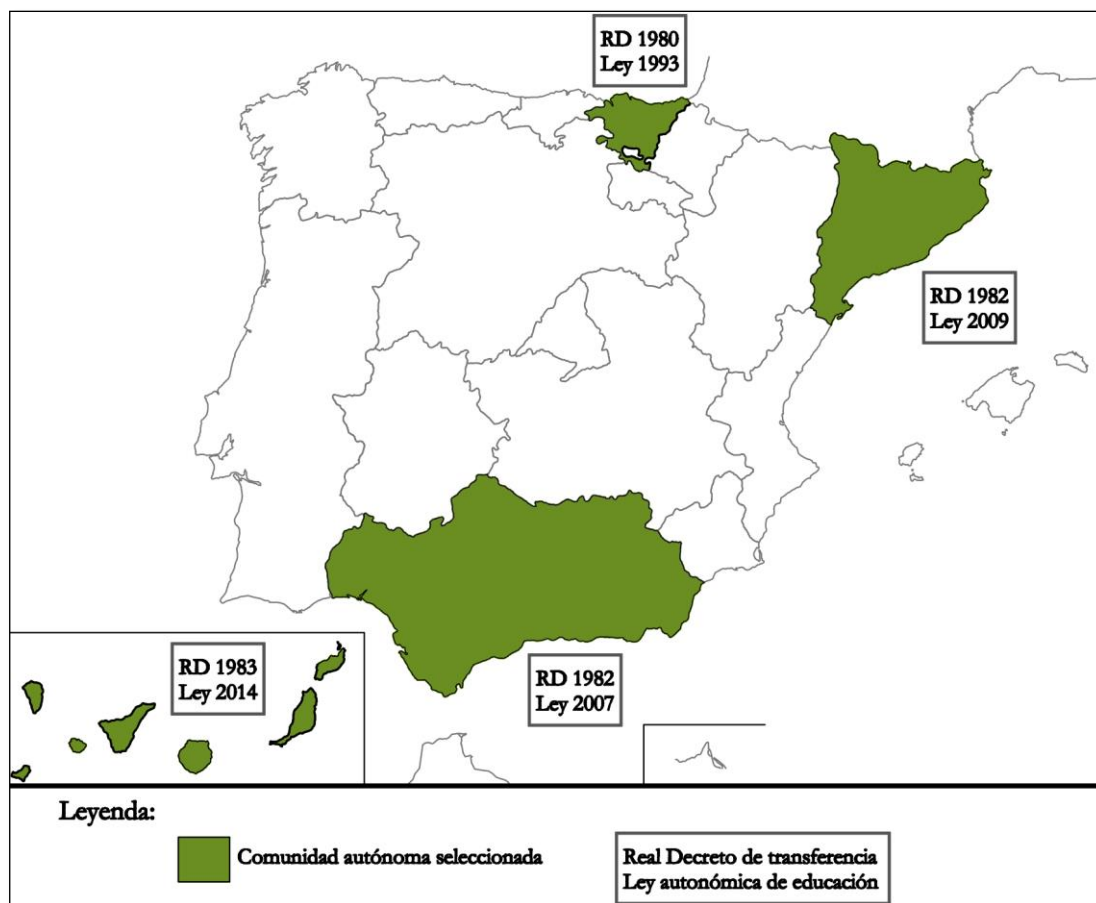 RD 1980
Ley 1993
RD 1982
Ley 2009
RD 1983
Ley 2014
RD 1982
Ley 2007
Leyenda:
Comunidad autónoma seleccionada
Real Decreto de transferencia
Ley autonómica de educación